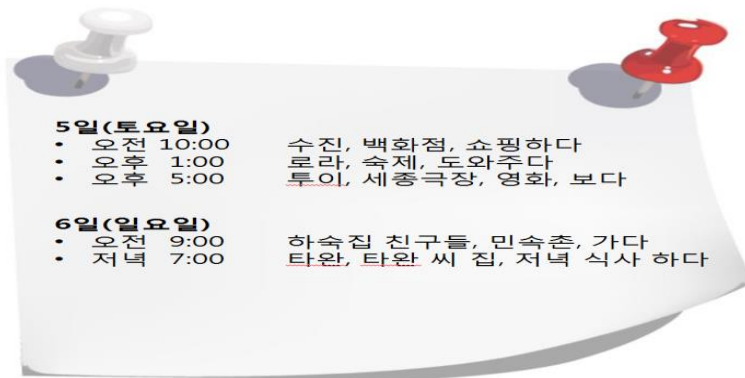 5일(토요일)
• 오전 10:00 수진, 백화점, 쇼핑하다
• 오후 1:00 로라, 숙제, 도와주다
• 오후 5:00 투이, 세종극장, 영화, 보다
6일(일요일)
• 오전 9:00 하숙집 친구들, 민속촌, 가다
• 저녁 7:00 타완, 타완 씨 집, 저녁 식사 하다